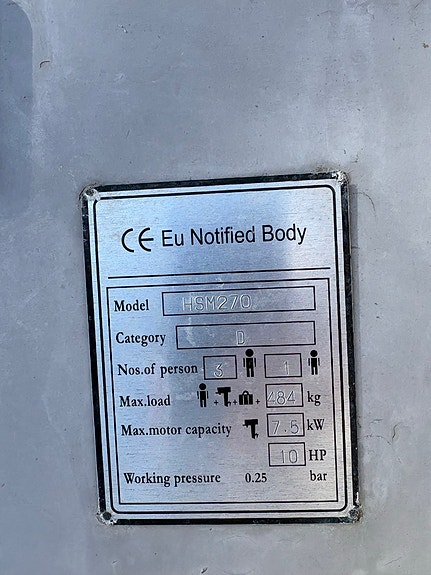 CE Eu Notified Body
Model HSM270
Category D
Nos.of person 3 1
Max.load + + + 484 kg
Max.motor capacity 7.5 kW
10 HP
Working pressure 0.25 bar